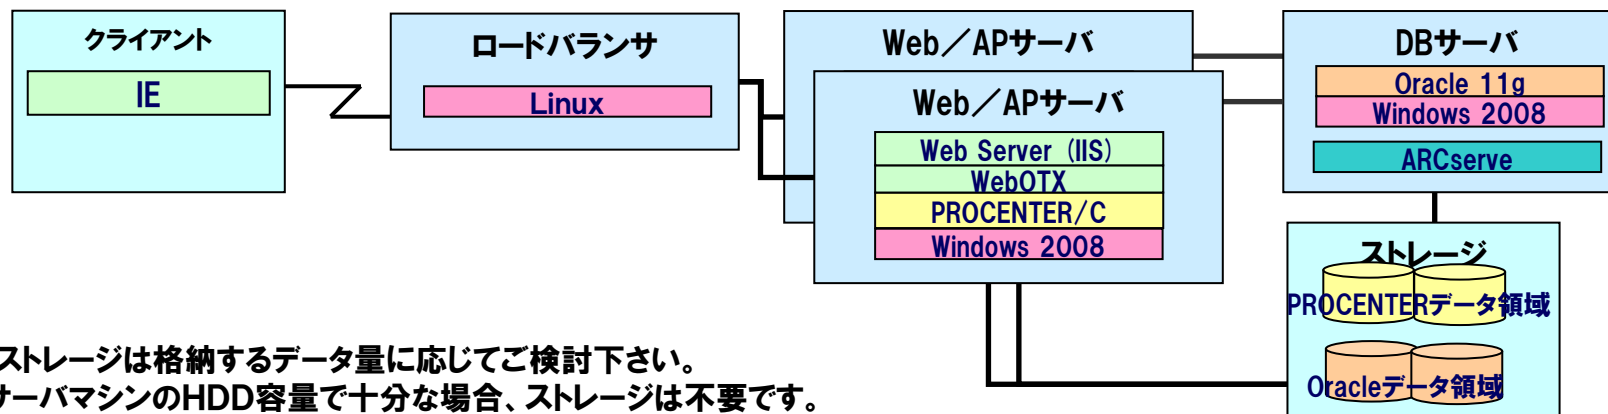 クライアント
IE
ロードバランサ
Linux
Web／APサーバ
Web／APサーバ
Web Server (IIS)
WebOTX
PROCENTER/C
Windows 2008
DBサーバ
Oracle 11g
Windows 2008
ARCserve
ストレージ
PROCENTERデータ領域
Oracleデータ領域
ストレージは格納するデータ量に応じてご検討下さい。
サーバマシンのHDD容量で十分な場合、ストレージは不要です。